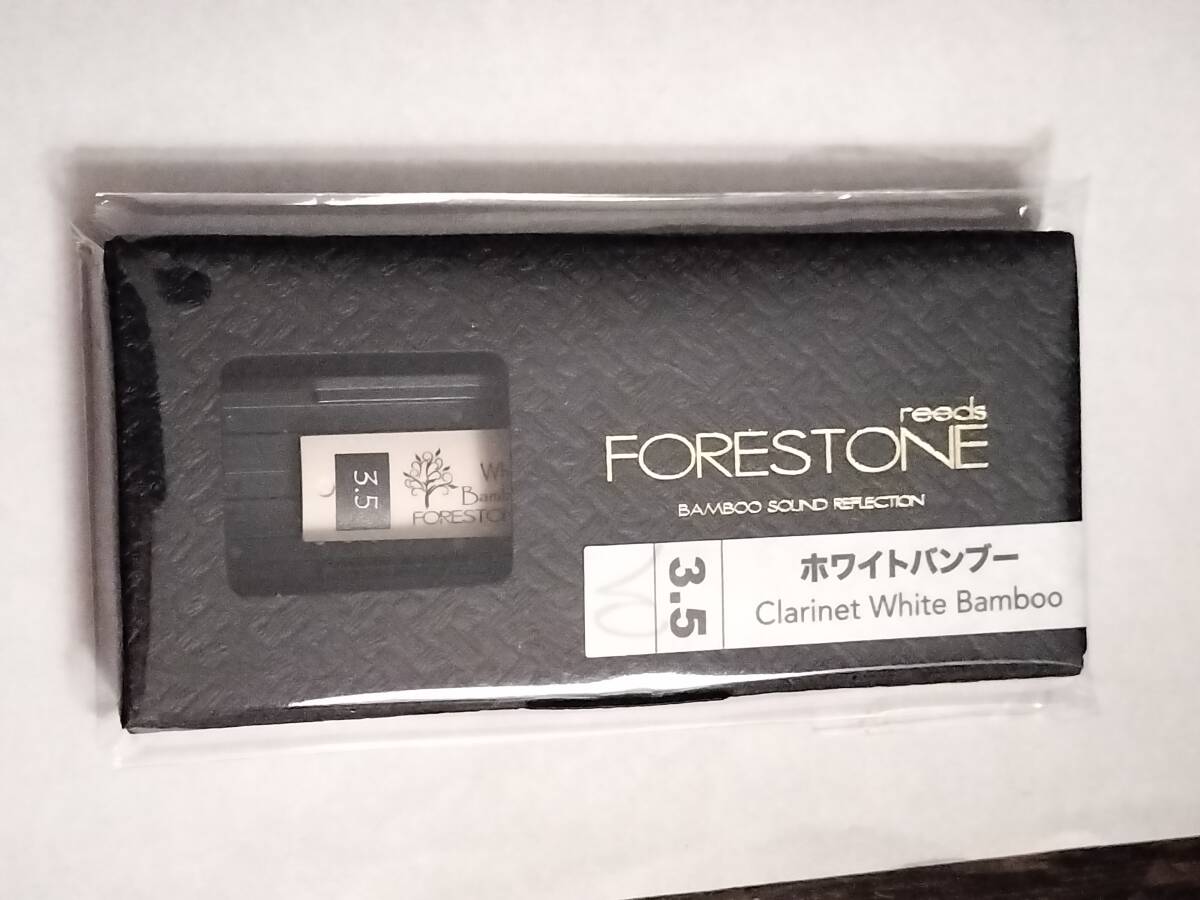 3.5
FORESTON
reeds
FORESTONE
BAMBOO SOUND REFLECTION
3.5
ホワイトバンブー
Clarinet White Bamboo